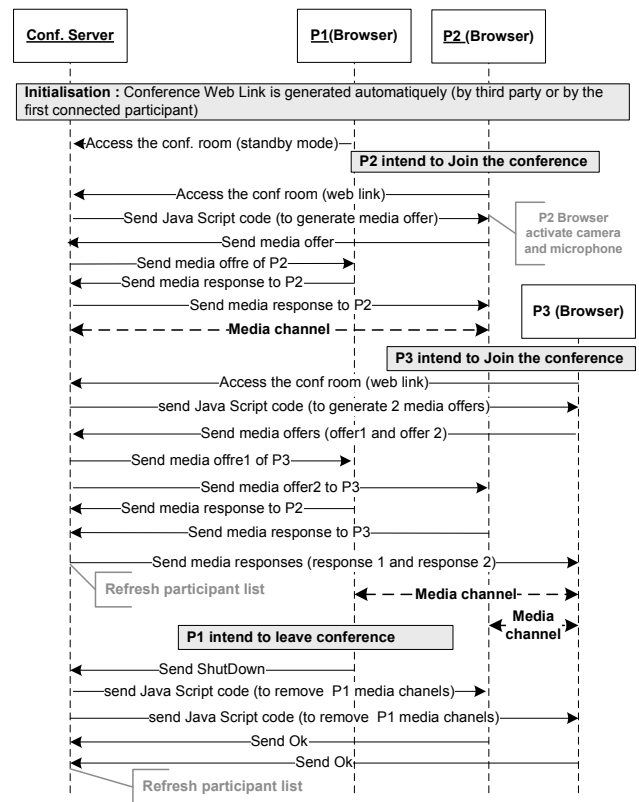 Conf. Server
P1(Browser)
P2 (Browser)
Initialisation : Conference Web Link is generated automatiquely (by third party or by the
first connected participant)
Access the conf. room (standby mode)
P2 intend to Join the conference
Access the conf room (web link)
Send Java Script code (to generate media offer)
P2 Browser
activate camera
and microphone
Send media offer
Send media offre of P2
Send media response to P2
Send media response to P2
P3 (Browser)
Media channel
P3 intend to Join the conference
Access the conf room (web link)
send Java Script code (to generate 2 media offers)
Send media offers (offer1 and offer 2)
Send media offre1 of P3
Send media offer2 to P3
Send media response to P2
Send media response to P3
Send media responses (response 1 and response 2)
Refresh participant list
Media channel
Media
channel
P1 intend to leave conference
Send ShutDown
send Java Script code (to remove P1 media chanels)
send Java Script code (to remove P1 media chanels)
Send Ok
Send Ok
Refresh participant list